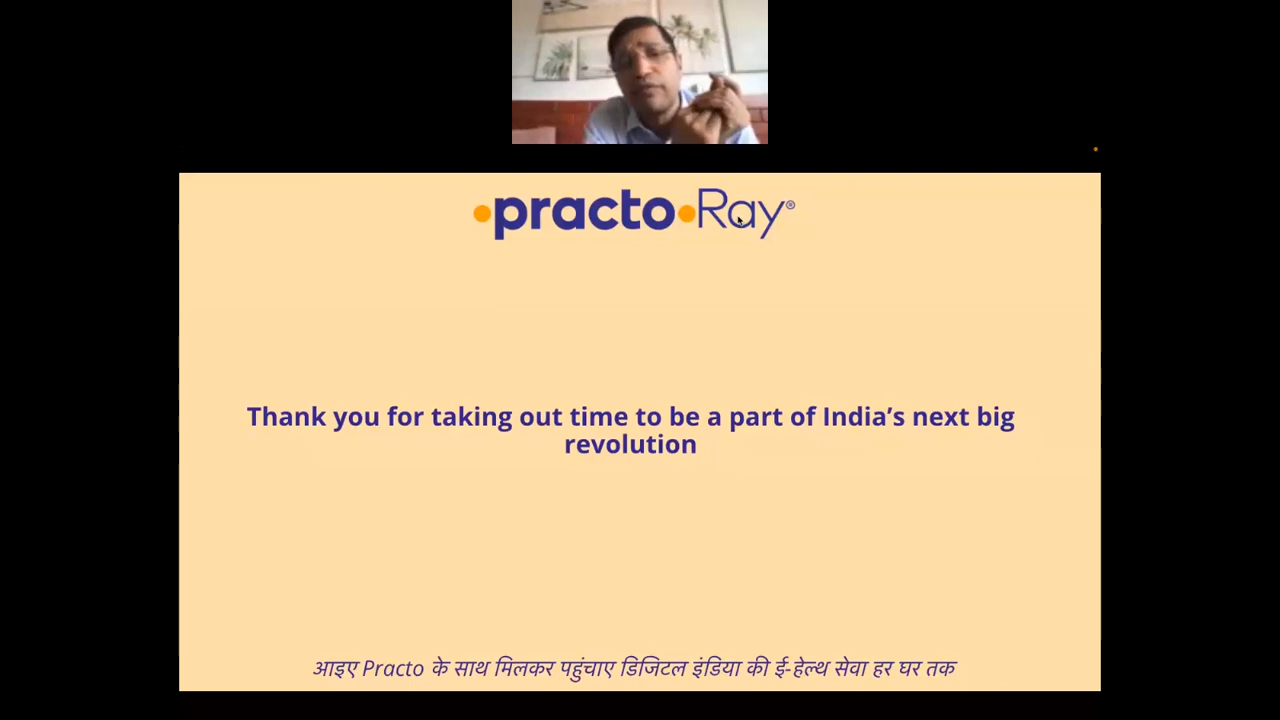 practo Ray®
Thank you for taking out time to be a part of India’s next big
revolution
आइए Practo के साथ मिलकर पहुंचाए डिजिटल इंडिया की ई-हेल्थ सेवा हर घर तक